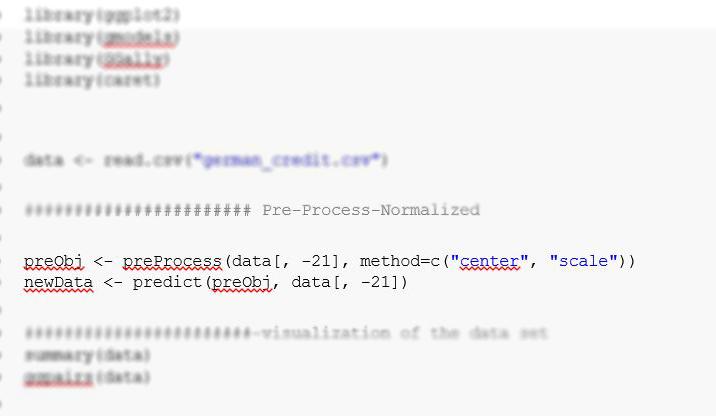 library(ggplot2)
library(gmodels)
library(GGally)
library(caret)
data <- read.csv("german_credit.csv")
####################### Pre-Process-Normalized
preObj <- preProcess(data[, -21], method=c("center", "scale"))
newData <- predict(preObj, data[, -21])
#######################-visualization of the data set
summary(data)
ggpairs(data)